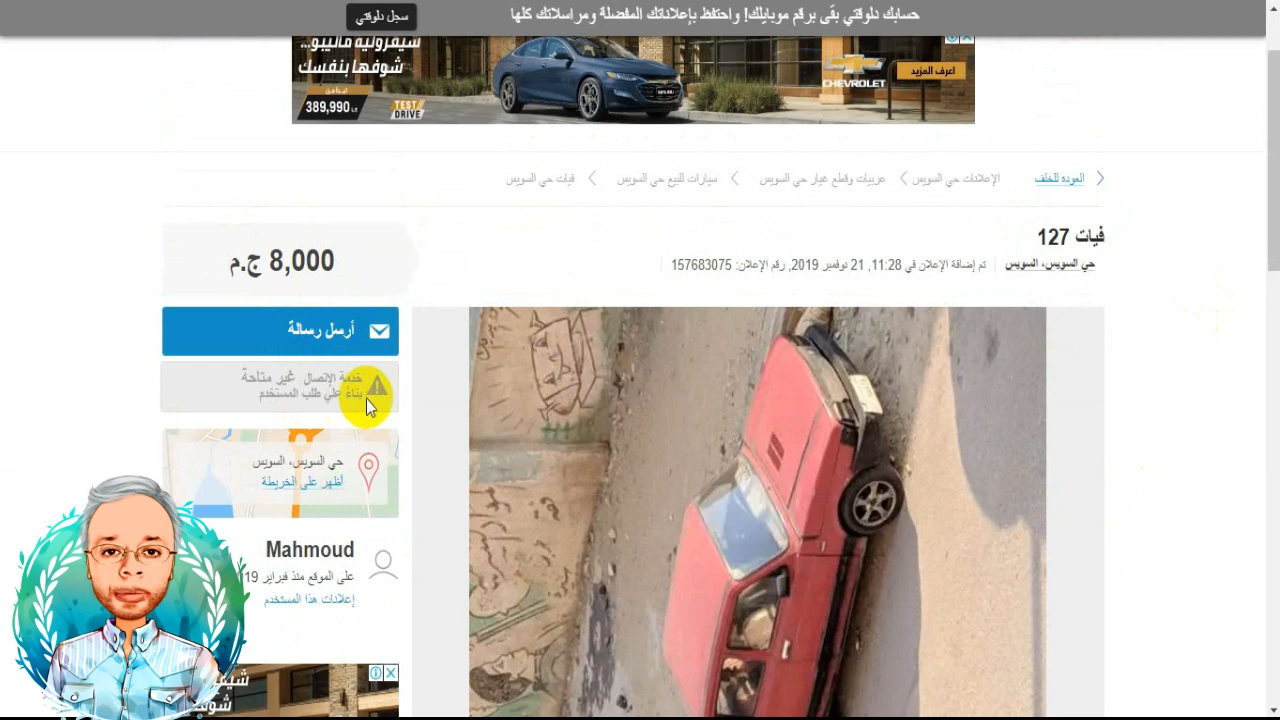 حسابك دلوقتي بقى برقم موبايلك! واحتفظ بإعلاناتك المفضلة ومراسلاتك كلها
سجل دلوقتي
شيفروليه ماليبو...
شوفها بنفسك
389,990 LE
TEST DRIVE
CHEVROLET
اعرف المزيد
العودة للخلف
الإعلانات حي السويس
عربيات وقطع غيار حي السويس
سيارات للبيع حي السويس
فيات حي السويس
فيات 127
حي السويس، السويس
تم إضافة الإعلان في 11:28, 21 نوفمبر 2019, رقم الإعلان: 157683075
8,000 ج.م
أرسل رسالة
خدمة الإتصال غير متاحة
بناءً علي طلب المستخدم
حي السويس، السويس
أظهر على الخريطة
Mahmoud
على الموقع منذ فبراير 19
إعلانات هذا المستخدم